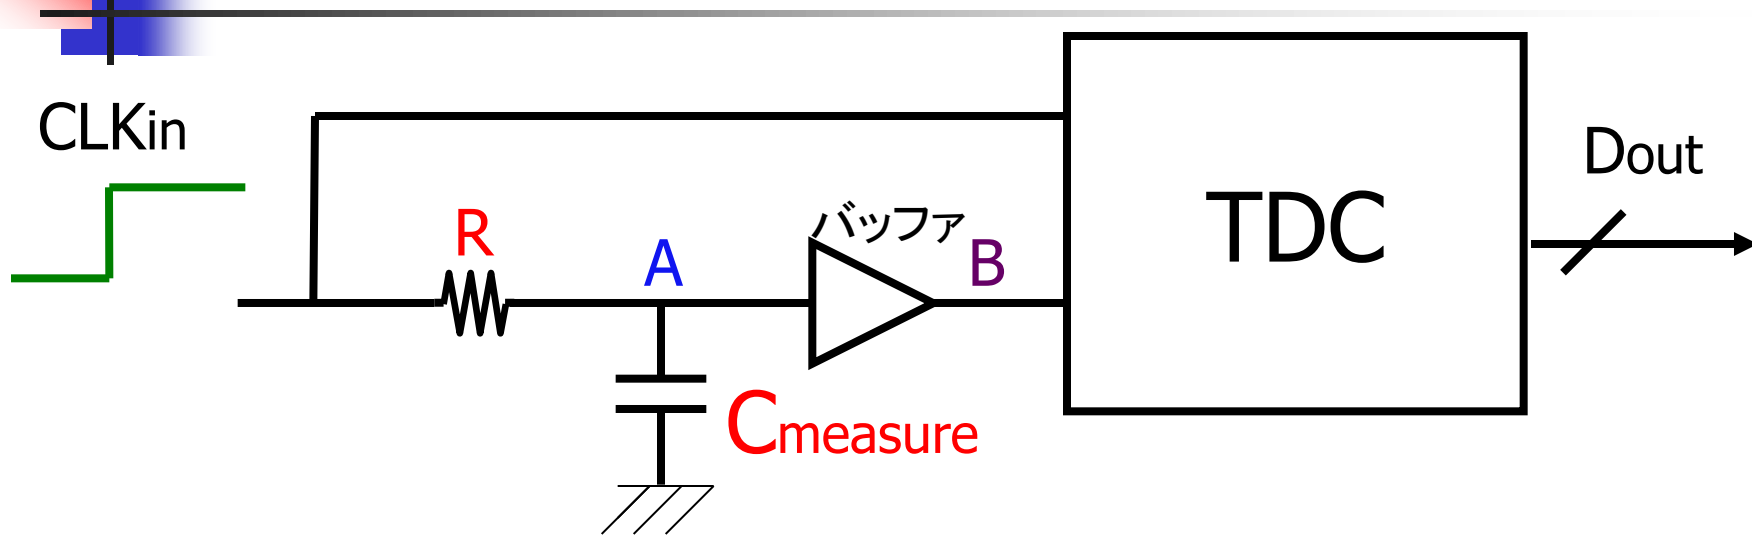 CLKin
Dout
TDC
R
A
バッファ
B
Cmeasure